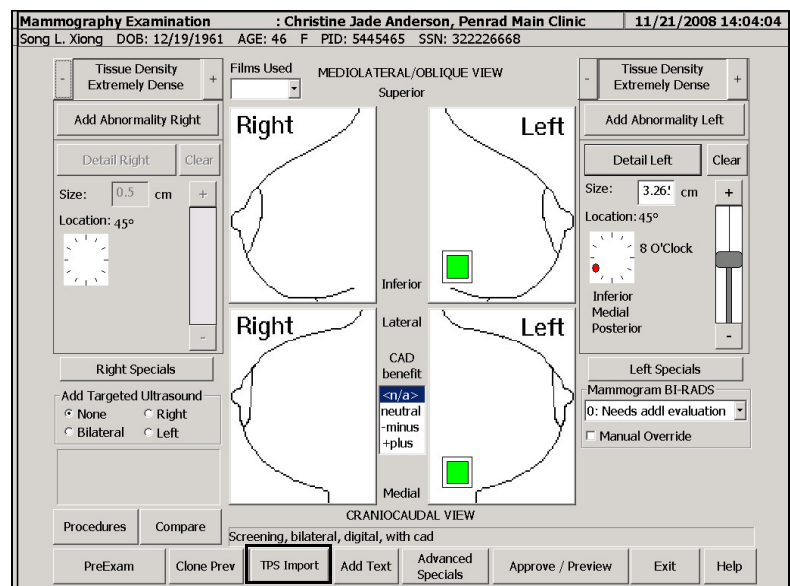 Mammography Examination : Christine Jade Anderson, Penrad Main Clinic 11/21/2008 14:04:04
Song L. Xiong DOB: 12/19/1961 AGE: 46 F PID: 5445465 SSN: 322226668
- Tissue Density +
Extremely Dense
Add Abnormality Right
Detail Right Clear
Size: 0.5 cm +
Location: 45º
-
Right Specials
Add Targeted Ultrasound
None Right
Bilateral Left
Procedures Compare
Films Used
MEDIOLATERAL/OBLIQUE VIEW
Superior
Right Left
Inferior
Right Lateral Left
CAD
benefit
<n/a>
neutral
-minus
+plus
Medial
CRANIOCAUDAL VIEW
Screening, bilateral, digital, with cad
- Tissue Density +
Extremely Dense
Add Abnormality Left
Detail Left Clear
Size: 3.26! cm +
Location: 45º
8 O'Clock
Inferior
Medial
Posterior
-
Left Specials
Mammogram BI-RADS
0: Needs addl evaluation
Manual Override
PreExam Clone Prev TPS Import Add Text Advanced Specials Approve / Preview Exit Help